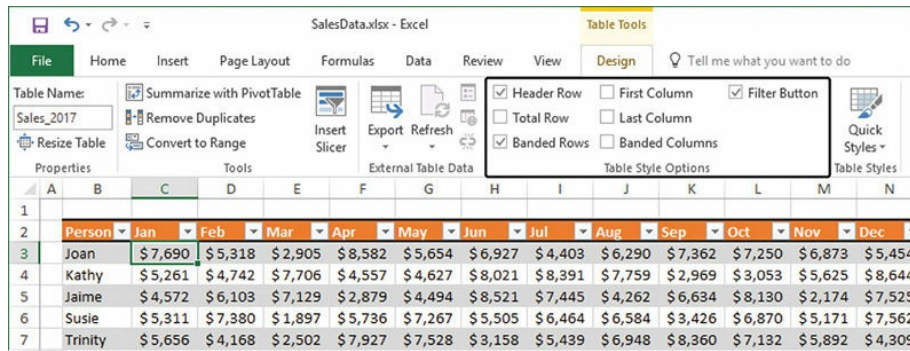 SalesData.xlsx - Excel
Table Tools
File Home Insert Page Layout Formulas Data Review View Design Tell me what you want to do
Table Name:
Sales_2017
Resize Table
Properties
Summarize with PivotTable
Remove Duplicates
Convert to Range
Tools
Insert
Slicer
Export Refresh
External Table Data
Header Row First Column Filter Button
Total Row Last Column
Banded Rows Banded Columns
Table Style Options
Quick
Styles
Table Styles
A B C D E F G H I J K L M N
1
2 Person Jan Feb Mar Apr May Jun Jul Aug Sep Oct Nov Dec
3 Joan $7,690 $5,318 $2,905 $8,582 $5,654 $6,927 $4,403 $6,290 $7,362 $7,250 $6,873 $5,454
4 Kathy $5,261 $4,742 $7,706 $4,557 $4,627 $8,021 $8,391 $7,759 $2,969 $3,053 $5,625 $8,644
5 Jaime $4,572 $6,103 $7,129 $2,879 $4,494 $8,521 $7,445 $4,262 $6,634 $8,130 $2,174 $7,525
6 Susie $5,311 $7,380 $1,897 $5,736 $7,267 $5,505 $6,464 $6,584 $3,426 $6,870 $5,171 $7,562
7 Trinity $5,656 $4,168 $2,502 $7,927 $7,528 $3,158 $5,439 $6,948 $8,360 $7,132 $5,892 $4,309